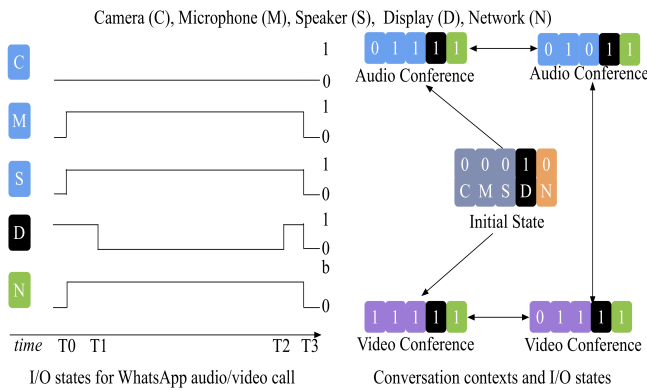 Camera (C), Microphone (M), Speaker (S), Display (D), Network (N)
C 1 0
M 1 0
S 1 0
D 1 0
N b 0
time T0 T1 T2 T3
I/O states for WhatsApp audio/video call
0 1 1 1 1
Audio Conference
0 1 0 1 1
Audio Conference
0 0 0 1 0
C M S D N
Initial State
1 1 1 1 1
Video Conference
0 1 1 1 1
Video Conference
Conversation contexts and I/O states